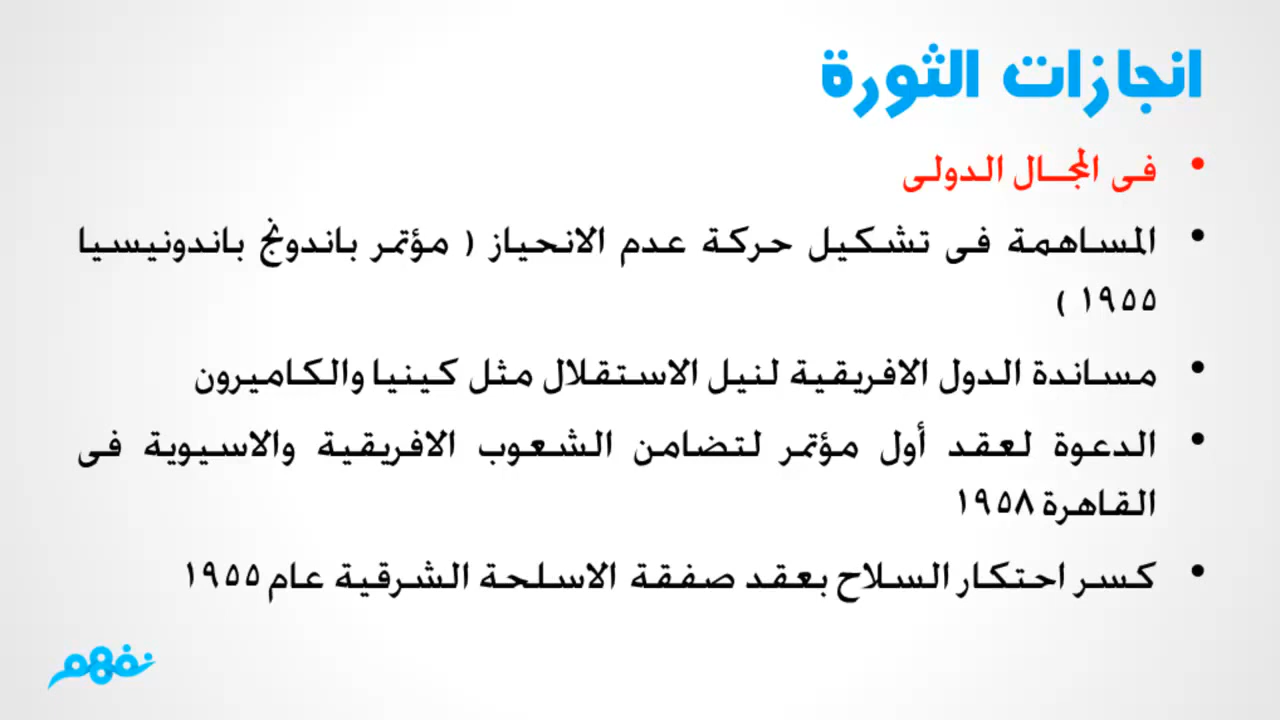 انجازات الثورة
• فى المجال الدولى
• المساهمة فى تشكيل حركة عدم الانحياز ( مؤتمر باندونج باندونيسيا
١٩٥٥ )
• مساندة الدول الافريقية لنيل الاستقلال مثل كينيا والكاميرون
• الدعوة لعقد أول مؤتمر لتضامن الشعوب الافريقية والاسيوية فى
القاهرة ١٩٥٨
• كسر احتكار السلاح بعقد صفقة الاسلحة الشرقية عام ١٩٥٥
نفهم